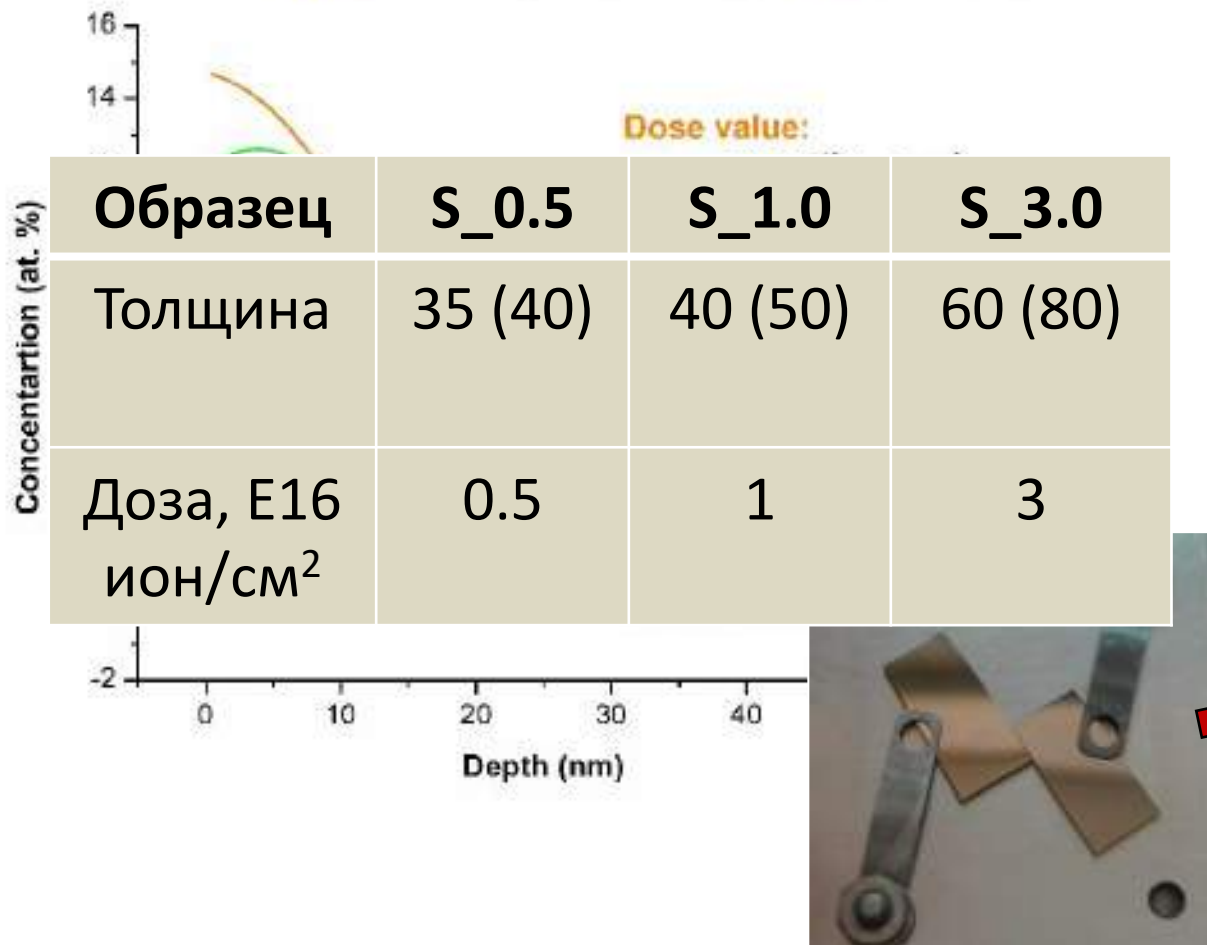 16
14
Dose value:
Concentartion (at. %)
Образец S_0.5 S_1.0 S_3.0
Толщина 35 (40) 40 (50) 60 (80)
Доза, E16 0.5 1 3
ион/см²
-2
0 10 20 30 40
Depth (nm)